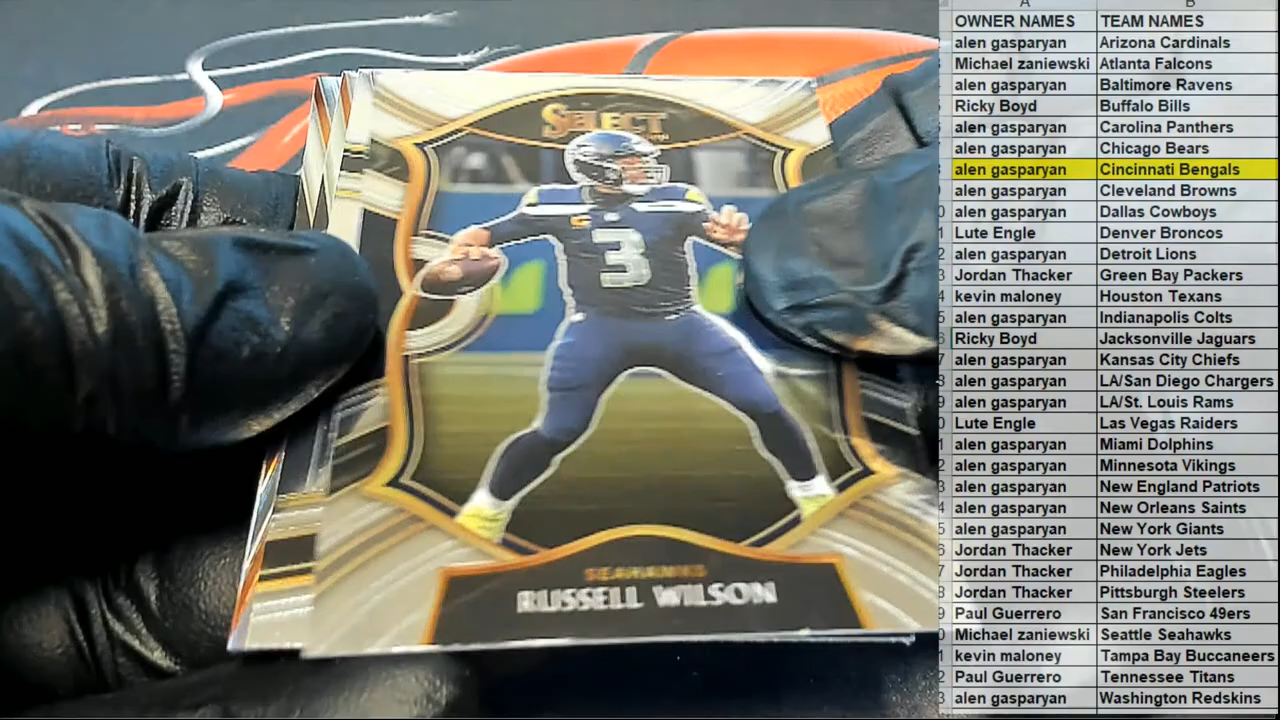 SELECT
3
SEAHAWKS
RUSSELL WILSON
A B
OWNER NAMES TEAM NAMES
alen gasparyan Arizona Cardinals
Michael zaniewski Atlanta Falcons
alen gasparyan Baltimore Ravens
Ricky Boyd Buffalo Bills
alen gasparyan Carolina Panthers
alen gasparyan Chicago Bears
alen gasparyan Cincinnati Bengals
alen gasparyan Cleveland Browns
alen gasparyan Dallas Cowboys
Lute Engle Denver Broncos
alen gasparyan Detroit Lions
Jordan Thacker Green Bay Packers
kevin maloney Houston Texans
alen gasparyan Indianapolis Colts
Ricky Boyd Jacksonville Jaguars
alen gasparyan Kansas City Chiefs
alen gasparyan LA/San Diego Chargers
alen gasparyan LA/St. Louis Rams
Lute Engle Las Vegas Raiders
alen gasparyan Miami Dolphins
alen gasparyan Minnesota Vikings
alen gasparyan New England Patriots
alen gasparyan New Orleans Saints
alen gasparyan New York Giants
Jordan Thacker New York Jets
Jordan Thacker Philadelphia Eagles
Jordan Thacker Pittsburgh Steelers
Paul Guerrero San Francisco 49ers
Michael zaniewski Seattle Seahawks
kevin maloney Tampa Bay Buccaneers
Paul Guerrero Tennessee Titans
alen gasparyan Washington Redskins